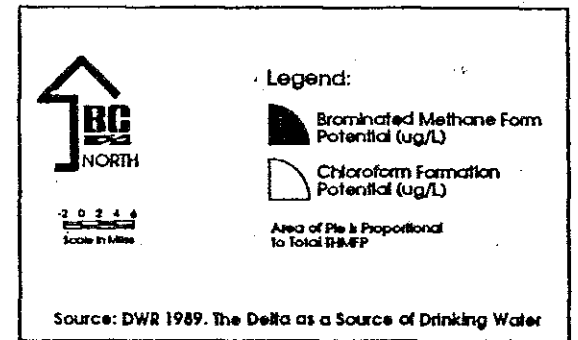 Legend:
BC
NORTH
Brominated Methane Form
Potential (ug/L)
Chloroform Formation
Potential (ug/L)
-2 0 2 4 6
Scale in Miles
Area of Pie is Proportional
to Total THMFP
Source: DWR 1989. The Delta as a Source of Drinking Water